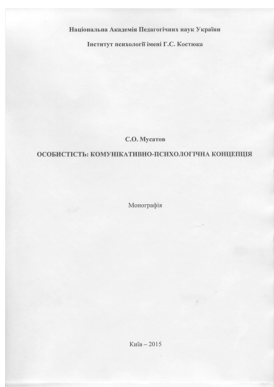 Національна Академія Педагогічних наук України
Інститут психології імені Г.С. Костюка
С.О. Мусатов
ОСОБИСТІСТЬ: КОМУНІКАТИВНО-ПСИХОЛОГІЧНА КОНЦЕПЦІЯ
Монографія
Київ – 2015